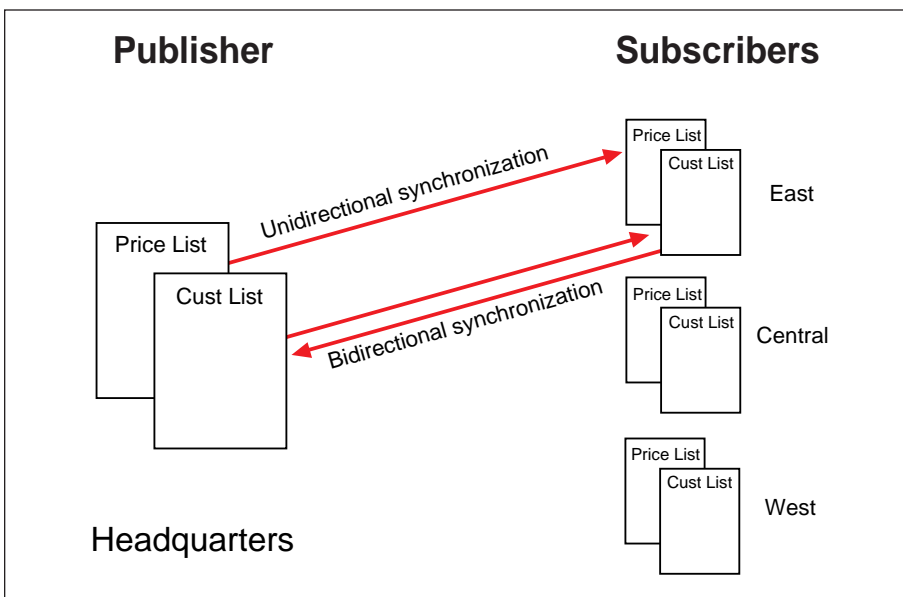 Publisher
Subscribers
Price List
Cust List
East
Unidirectional synchronization
Price List
Cust List
Bidirectional synchronization
Price List
Cust List
Central
Price List
Cust List
West
Headquarters